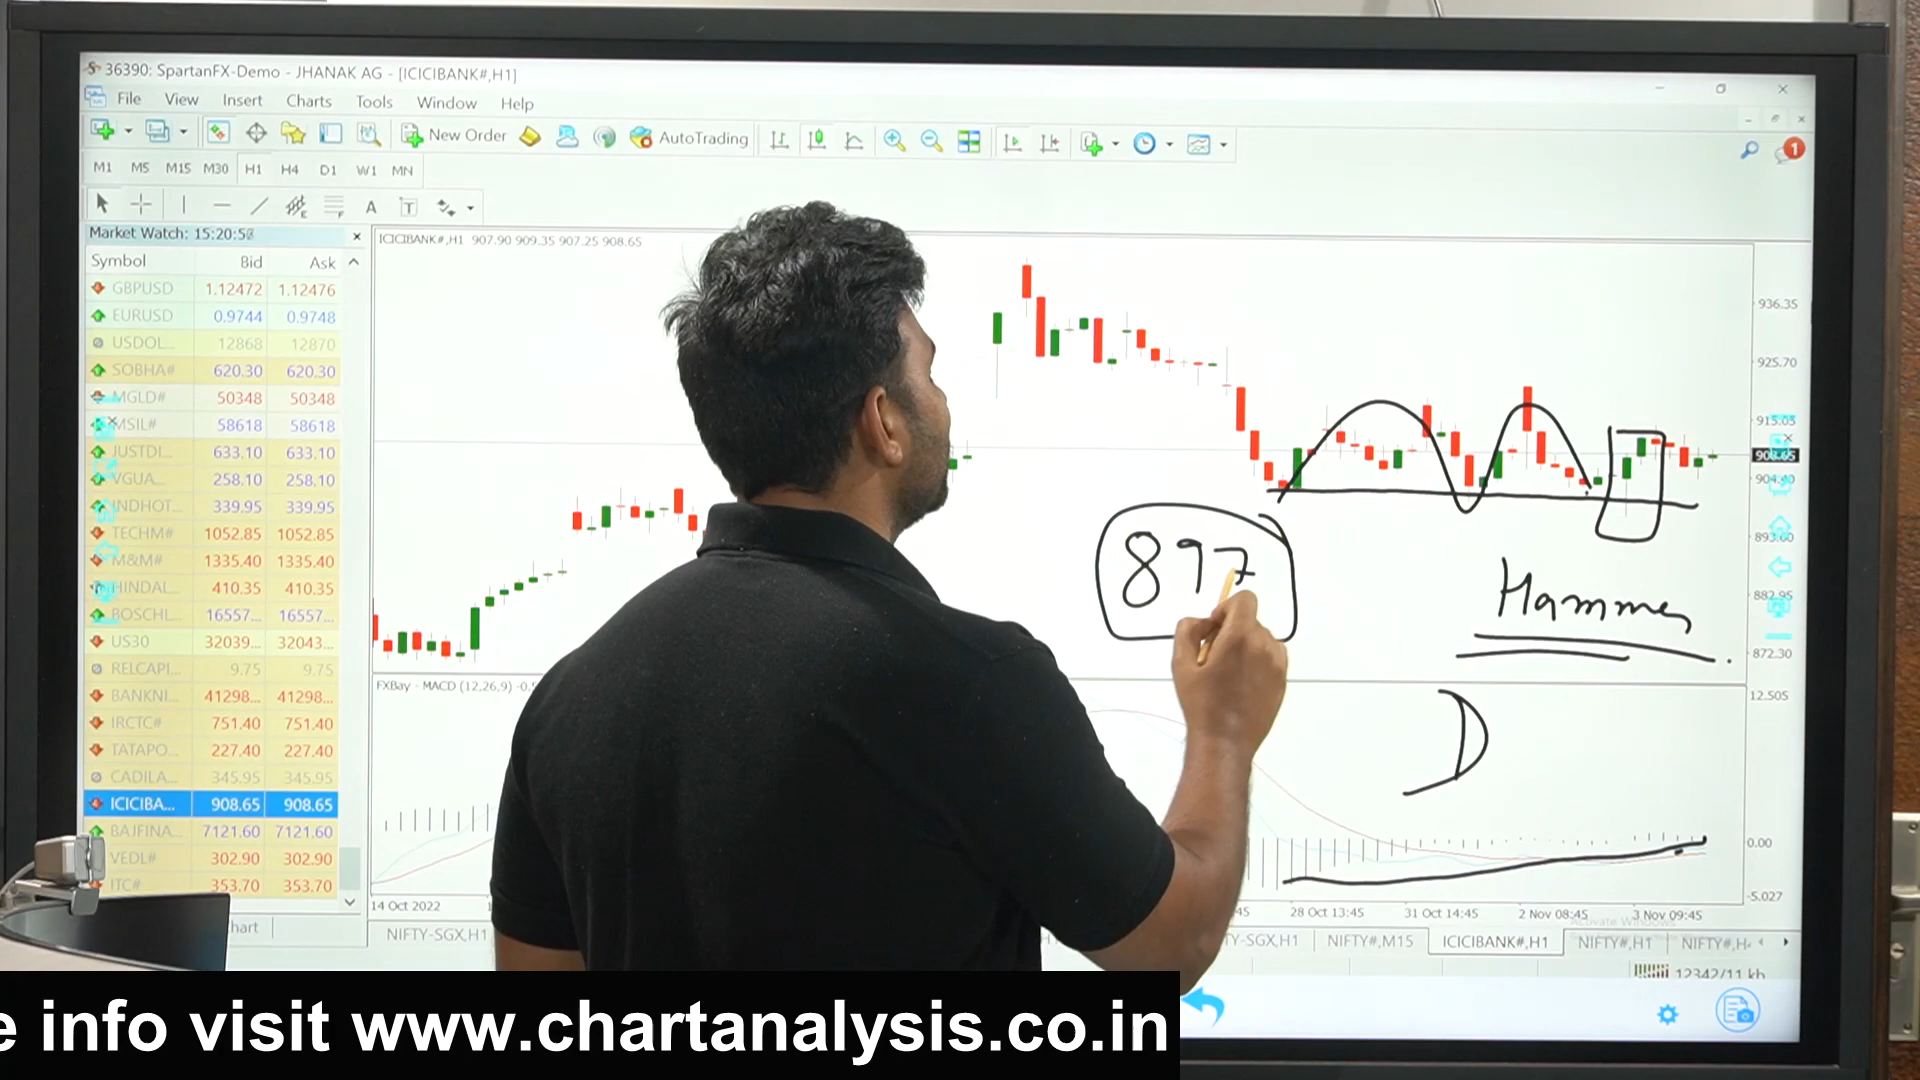 36390: SpartanFX-Demo - JHANAK AG - [ICICIBANK#,H1]
File View Insert Charts Tools Window Help
New Order AutoTrading
M1 M5 M15 M30 H1 H4 D1 W1 MN
A T
Market Watch: 15:20:5
Symbol Bid Ask
GBPUSD 1.12472 1.12476
EURUSD 0.9744 0.9748
USDOL... 12868 12870
SOBHA# 620.30 620.30
MGLD# 50348 50348
MSIL# 58618 58618
JUSTDI... 633.10 633.10
VGUA... 258.10 258.10
INDHOT... 339.95 339.95
TECHM# 1052.85 1052.85
M&M# 1335.40 1335.40
HINDAL... 410.35 410.35
BOSCHL... 16557... 16557...
US30 32039... 32043...
RELCAPI... 9.75 9.75
BANKNI... 41298... 41298...
IRCTC# 751.40 751.40
TATAPO... 227.40 227.40
CADILA... 345.95 345.95
ICICIBA... 908.65 908.65
BAJFINA... 7121.60 7121.60
VEDL# 302.90 302.90
ITC# 353.70 353.70
hart
ICICIBANK#,H1 907.90 909.35 907.25 908.65
936.35
925.70
915.05
908.65
904.40
893.60
882.95
872.30
897
Hammer
D
FXBay - MACD (12,26,9)
12.505
0.00
-5.027
14 Oct 2022 28 Oct 13:45 31 Oct 14:45 2 Nov 08:45 3 Nov 09:45
Activate Windows
NIFTY-SGX,H1 Y-SGX,H1 NIFTY#,M15 ICICIBANK#,H1 NIFTY#,H1
12342/11 kb
1
e info visit www.chartanalysis.co.in